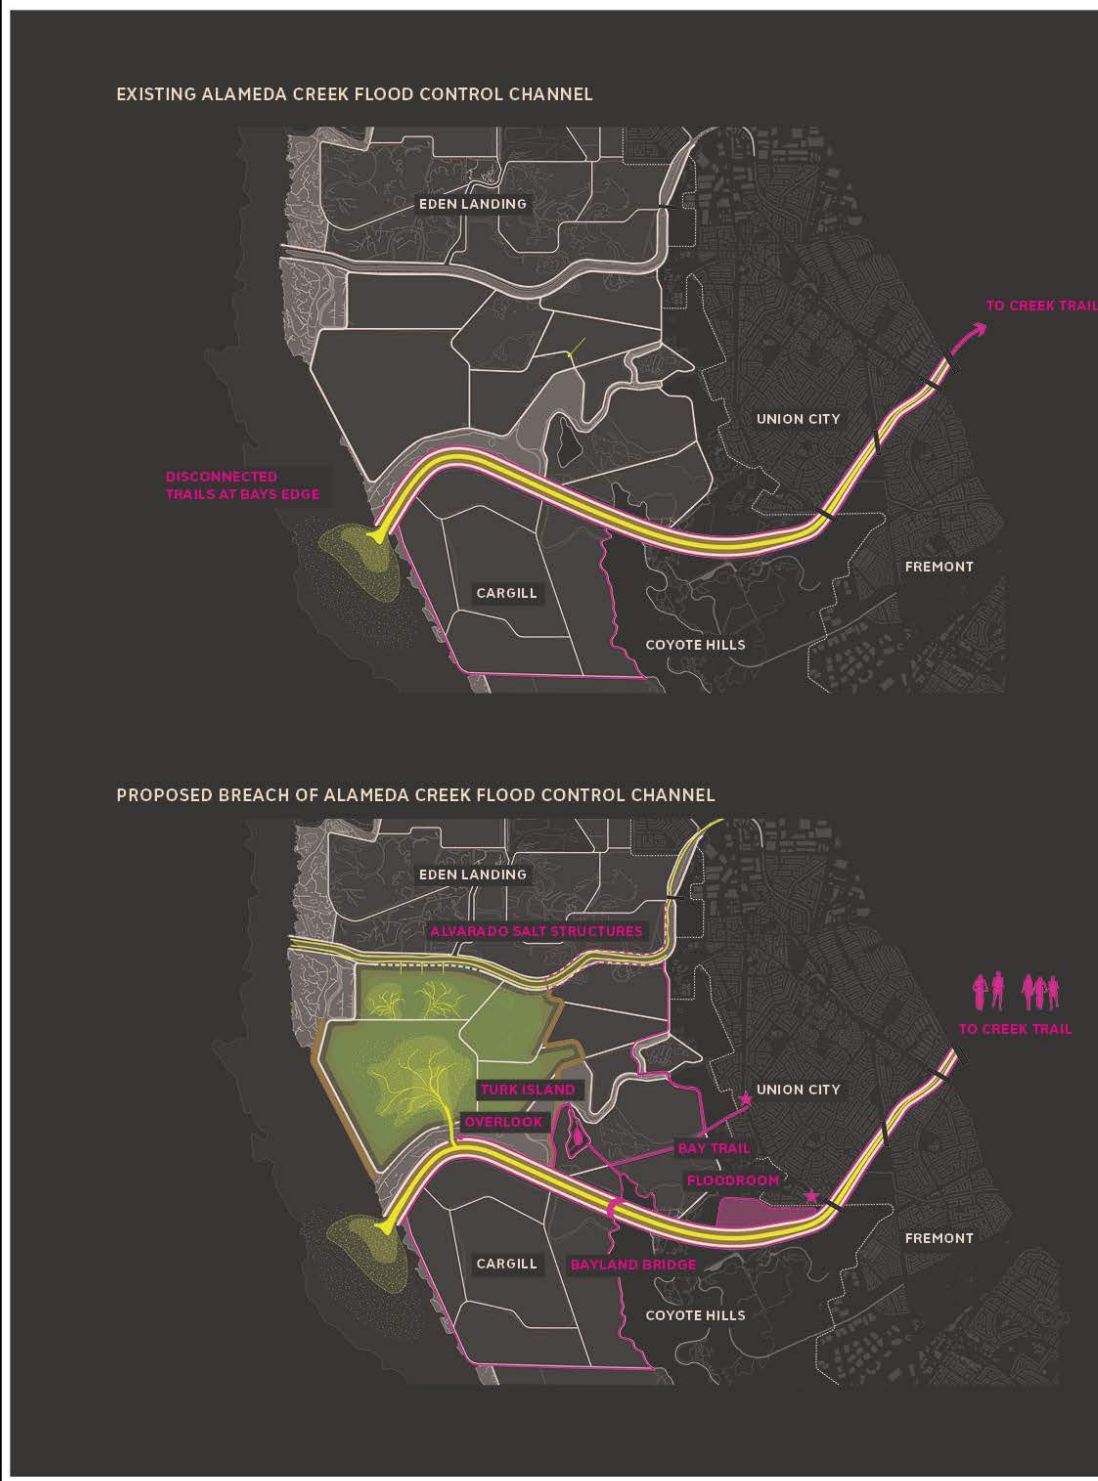 EXISTING ALAMEDA CREEK FLOOD CONTROL CHANNEL
EDEN LANDING
TO CREEK TRAIL
UNION CITY
DISCONNECTED
TRAILS AT BAYS EDGE
FREMONT
CARGILL
COYOTE HILLS
PROPOSED BREACH OF ALAMEDA CREEK FLOOD CONTROL CHANNEL
EDEN LANDING
ALVARADO SALT STRUCTURES
TO CREEK TRAIL
TURK ISLAND
UNION CITY
OVERLOOK
BAY TRAIL
FLOODROOM
FREMONT
CARGILL
BAYLAND BRIDGE
COYOTE HILLS